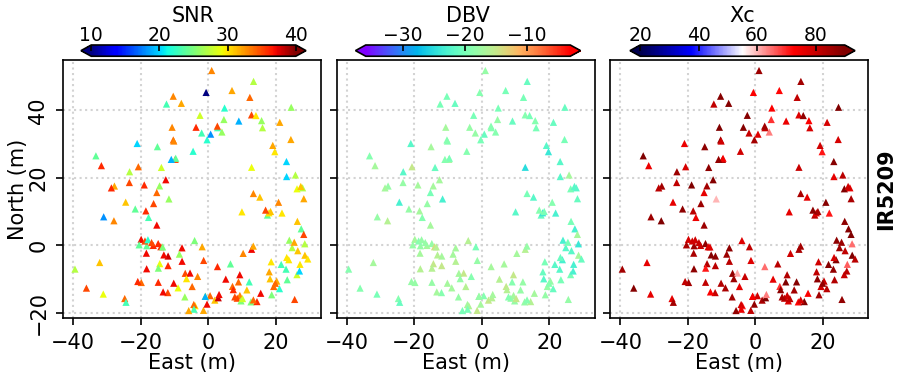 SNR DBV Xc
10 20 30 40 −30 −20 −10 20 40 60 80
40
20
0
−20
North (m)
IR5209
−40 −20 0 20 −40 −20 0 20 −40 −20 0 20
East (m) East (m) East (m)